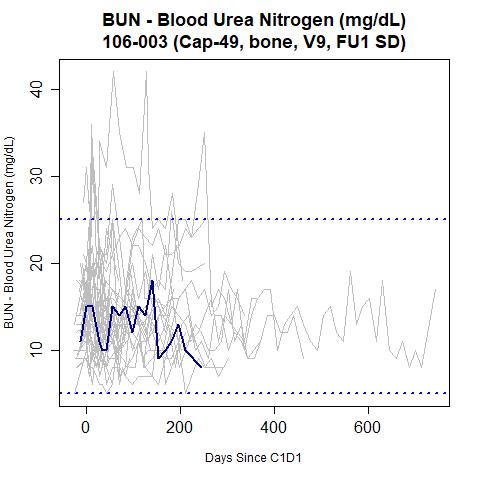 BUN - Blood Urea Nitrogen (mg/dL)
106-003 (Cap-49, bone, V9, FU1 SD)
BUN - Blood Urea Nitrogen (mg/dL)
40
30
20
10
0
200
400
600
Days Since C1D1